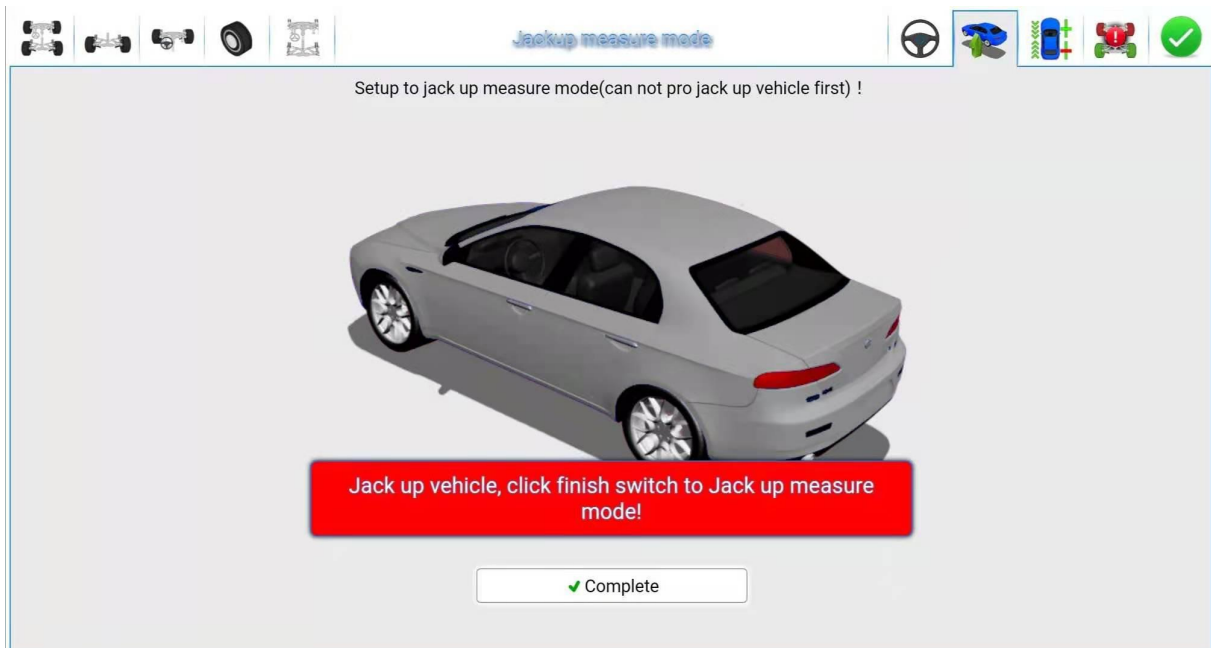 Jackup measure mode
Setup to jack up measure mode(can not pro jack up vehicle first) !
Jack up vehicle, click finish switch to Jack up measure
mode!
Complete